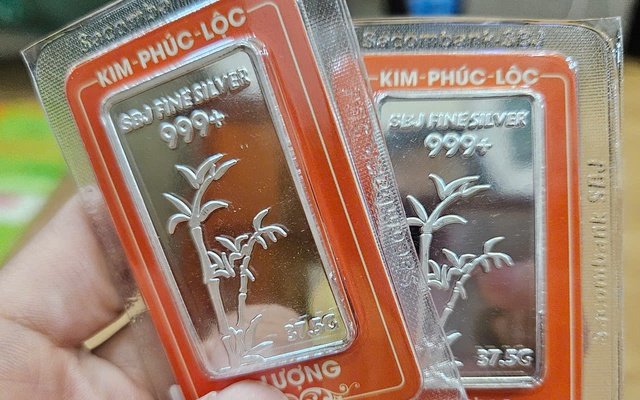 Sacombank
KIM-PHÚC-LỘC
SBJ FINE SILVER
999+
37.5G
LƯỢNG
Sacombank-SBJ
KIM-PHÚC-LỘC
SBJ FINE SILVER
999+
37.5G
Sacombank SBJ